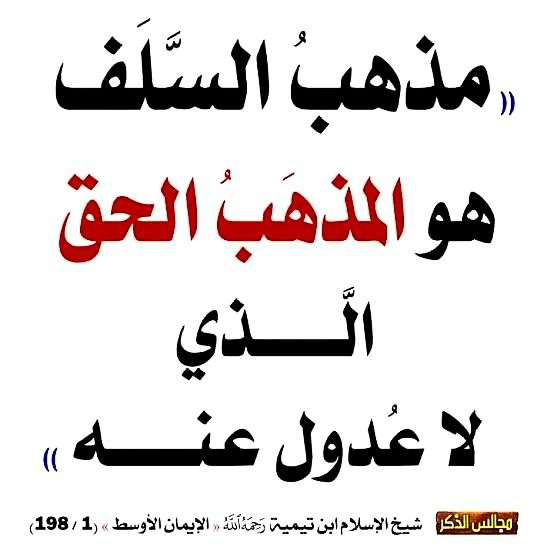 (( مذهبُ السَّلَف
هو المذهَبُ الحق
الَّـــذي
لا عُدول عنـــه ))
مجالس الذكر شيخ الإسلام ابن تيمية رَحِمَهُ ٱللَّهُ « الإيمان الأوسط » (1 / 198)